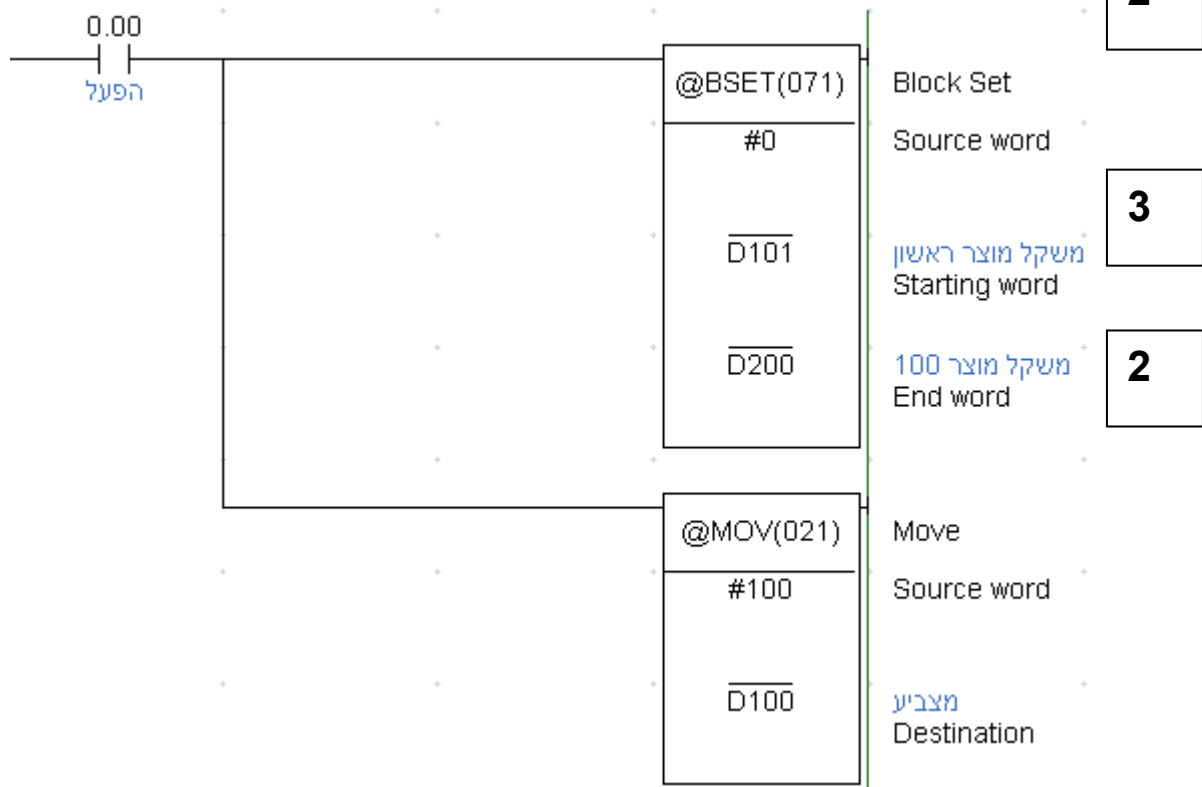 2
0.00
הפעל
@BSET(071) Block Set
#0 Source word
3
D101 משקל מוצר ראשון
Starting word
D200 משקל מוצר 100
End word
2
@MOV(021) Move
#100 Source word
D100 מצביע
Destination